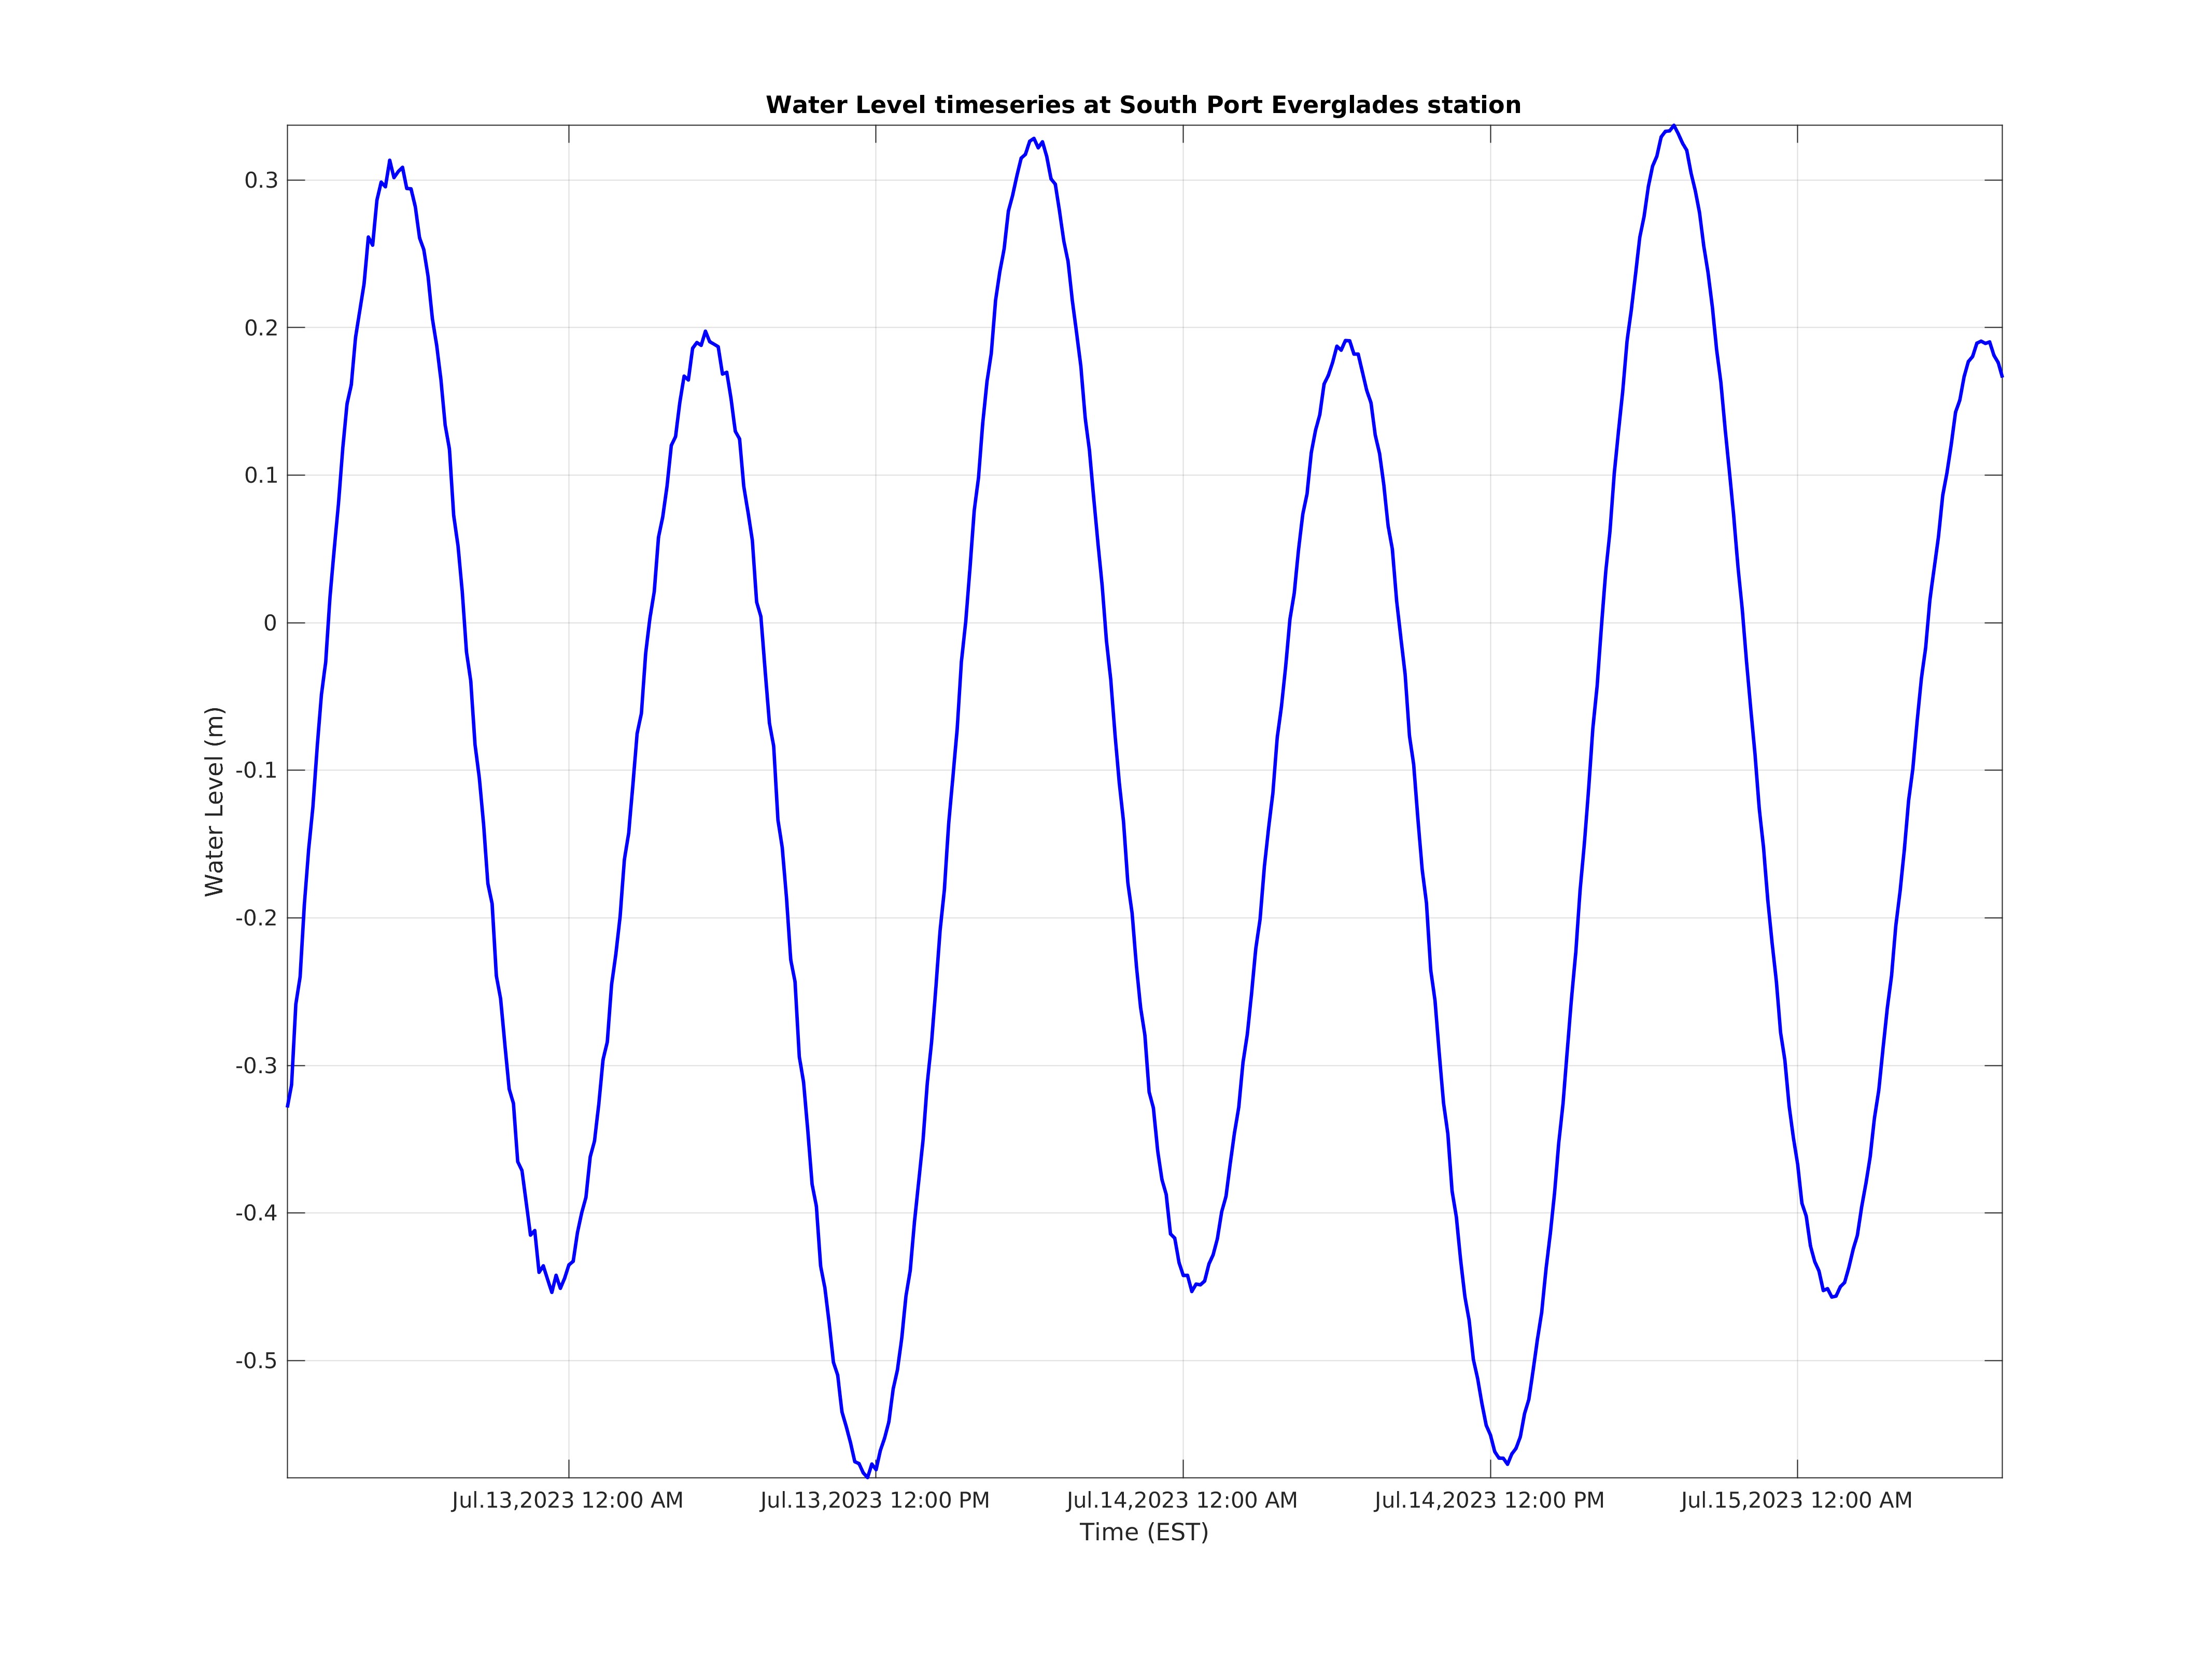 Water Level timeseries at South Port Everglades station
0.3
0.2
0.1
0
-0.1
-0.2
-0.3
-0.4
-0.5
Water Level (m)
Jul.13,2023 12:00 AM
Jul.13,2023 12:00 PM
Jul.14,2023 12:00 AM
Jul.14,2023 12:00 PM
Jul.15,2023 12:00 AM
Time (EST)